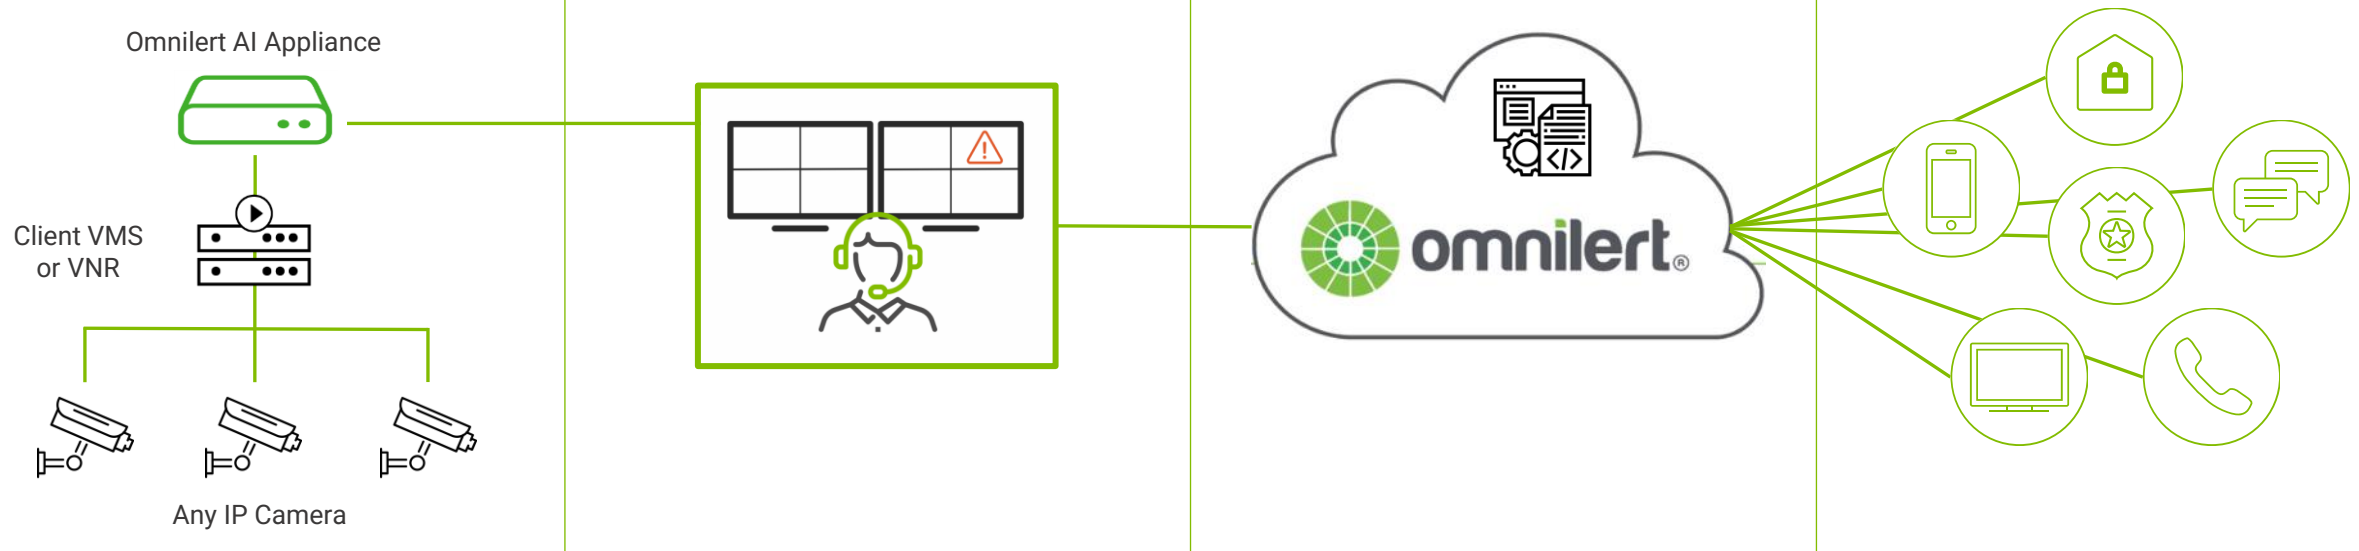 Omnilert AI Appliance
Client VMS
or VNR
Any IP Camera
</>
omnilert®